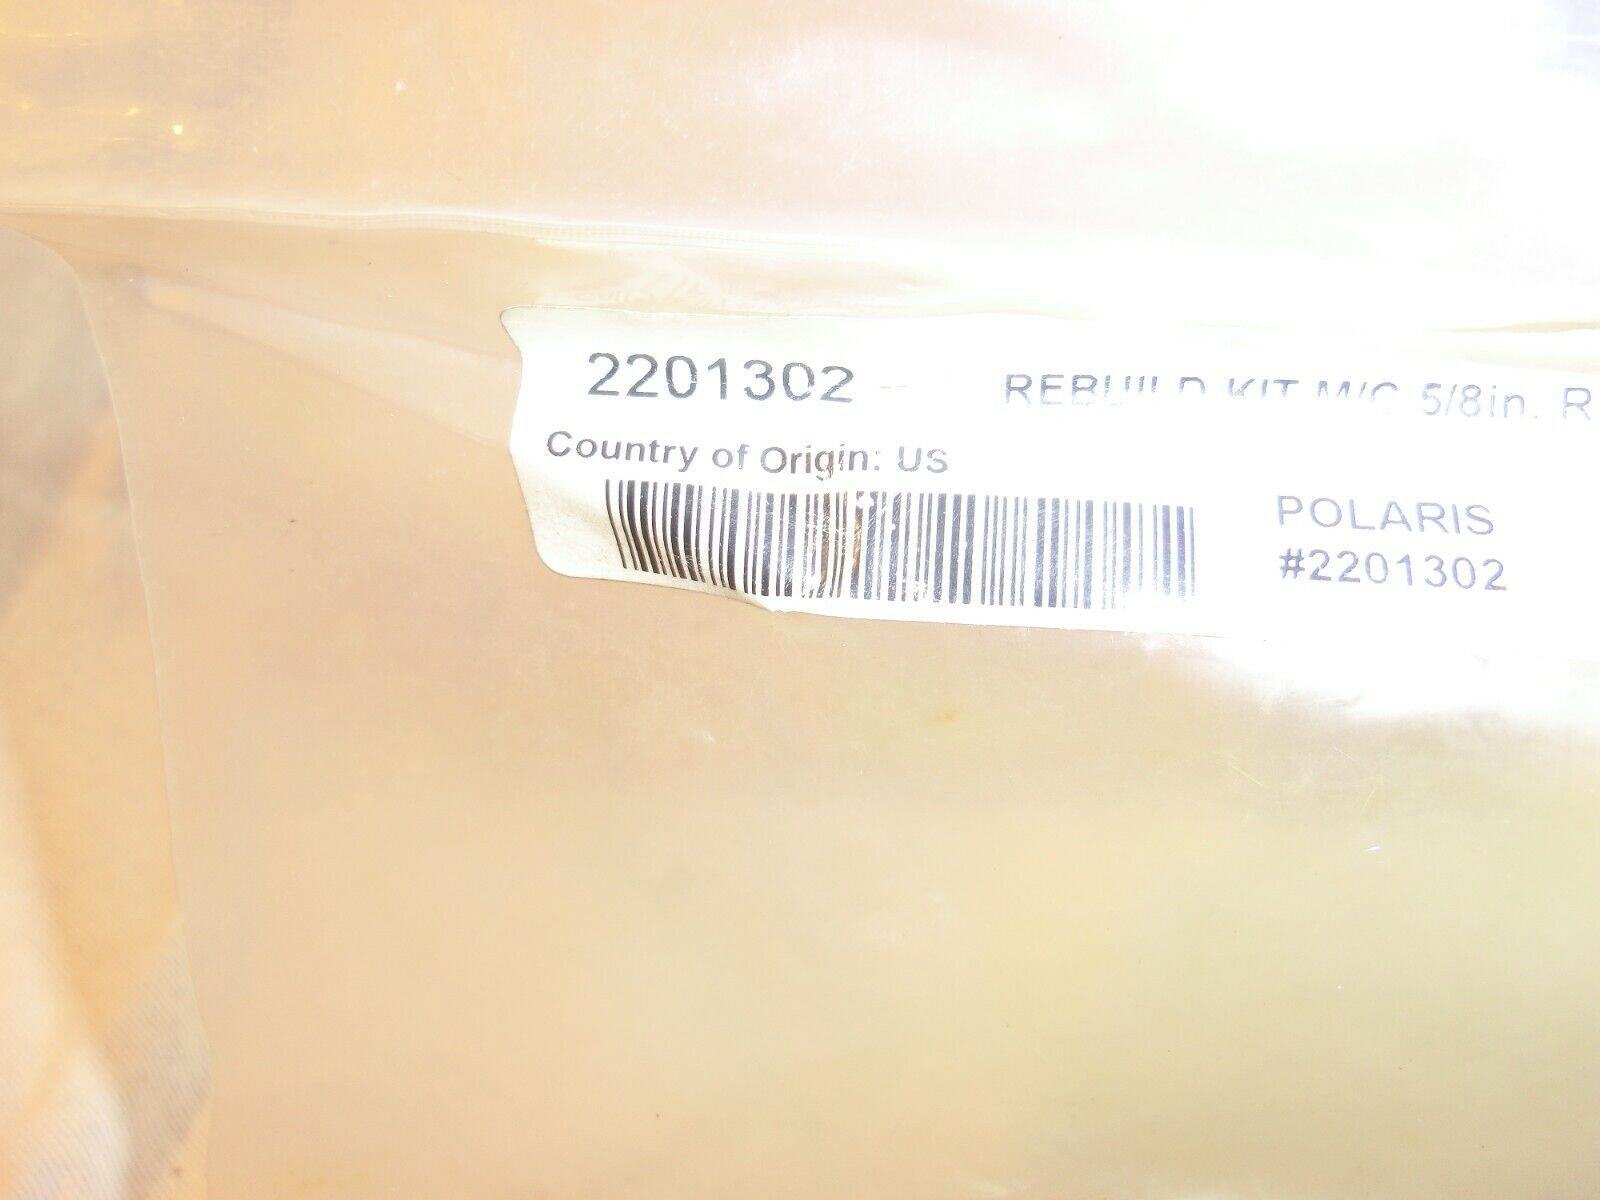 2201302 - REBUILD KIT M/C 5/8in. R
Country of Origin: US
POLARIS
#2201302